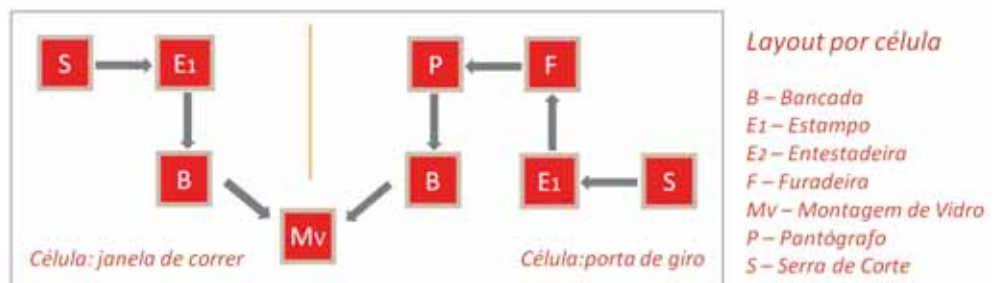 S
E1
B
Mv
P
F
B
E1
S
Célula: janela de correr
Célula:porta de giro
Layout por célula
B – Bancada
E1 – Estampo
E2 – Entestadeira
F – Furadeira
Mv – Montagem de Vidro
P – Pantógrafo
S – Serra de Corte